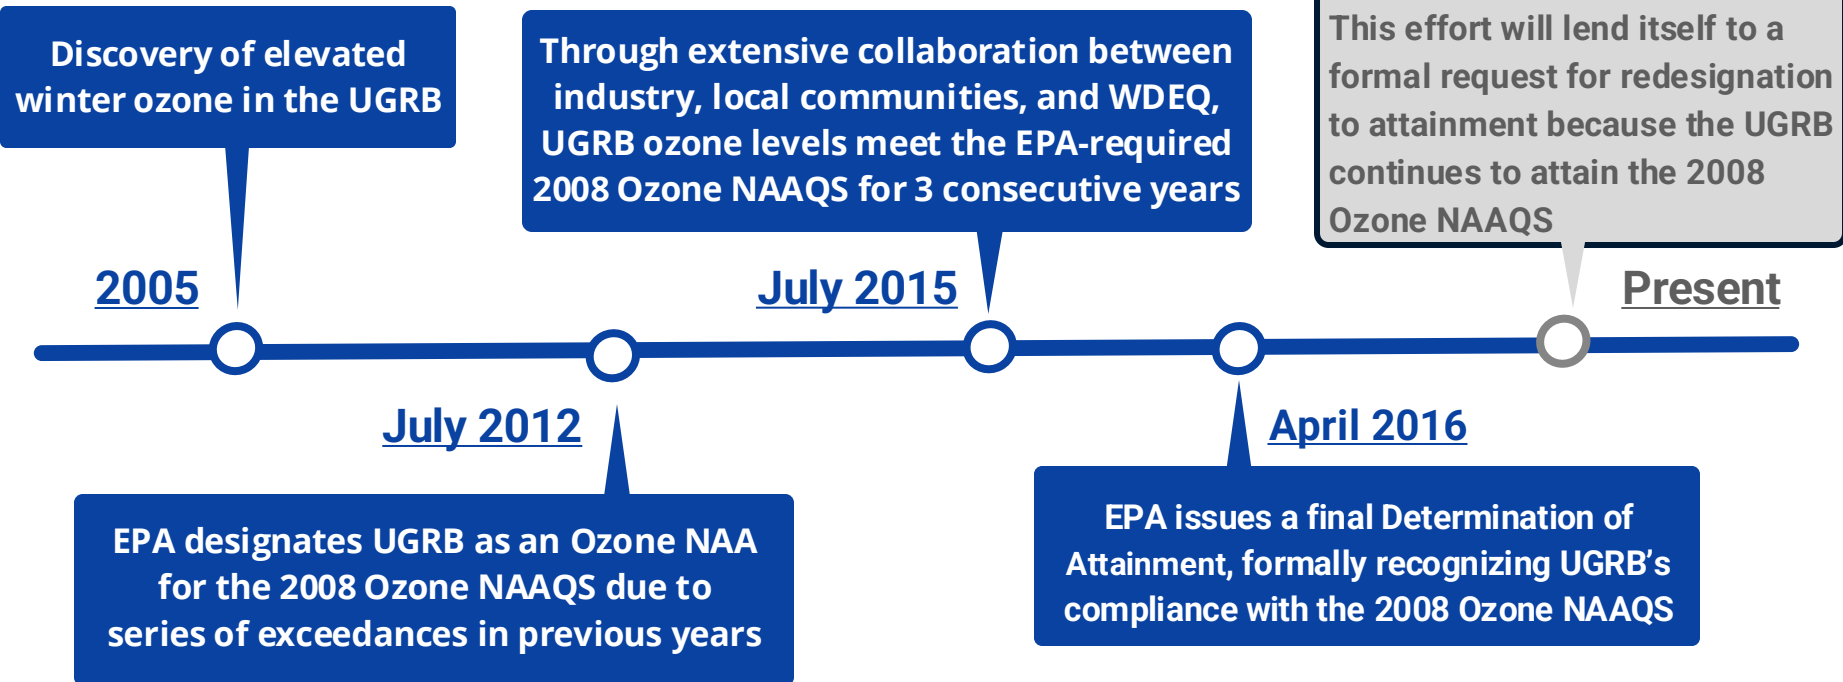 Discovery of elevated
winter ozone in the UGRB
2005
EPA designates UGRB as an Ozone NAA
for the 2008 Ozone NAAQS due to
series of exceedances in previous years
July 2012
Through extensive collaboration between
industry, local communities, and WDEQ,
UGRB ozone levels meet the EPA-required
2008 Ozone NAAQS for 3 consecutive years
July 2015
April 2016
EPA issues a final Determination of
Attainment, formally recognizing UGRB’s
compliance with the 2008 Ozone NAAQS
This effort will lend itself to a
formal request for redesignation
to attainment because the UGRB
continues to attain the 2008
Ozone NAAQS
Present